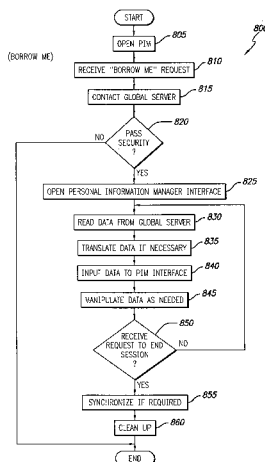 START
800
OPEN PIM
805
(BORROW ME)
RECEIVE "BORROW ME" REQUEST
810
CONTACT GLOBAL SERVER
815
820
NO
PASS
SECURITY
?
YES
OPEN PERSONAL INFORMATION MANAGER INTERFACE
825
READ DATA FROM GLOBAL SERVER
830
TRANSLATE DATA IF NECESSARY
835
INPUT DATA TO PIM INTERFACE
840
MANIPULATE DATA AS NEEDED
845
850
RECEIVE
REQUEST TO END
SESSION
?
NO
YES
SYNCHRONIZE IF REQUIRED
855
CLEAN UP
860
END